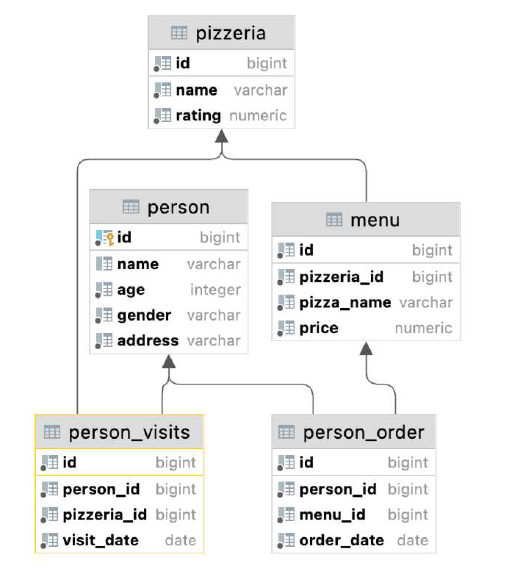 pizzeria
id bigint
name varchar
rating numeric
person
id bigint
name varchar
age integer
gender varchar
address varchar
menu
id bigint
pizzeria_id bigint
pizza_name varchar
price numeric
person_visits
id bigint
person_id bigint
pizzeria_id bigint
visit_date date
person_order
id bigint
person_id bigint
menu_id bigint
order_date date